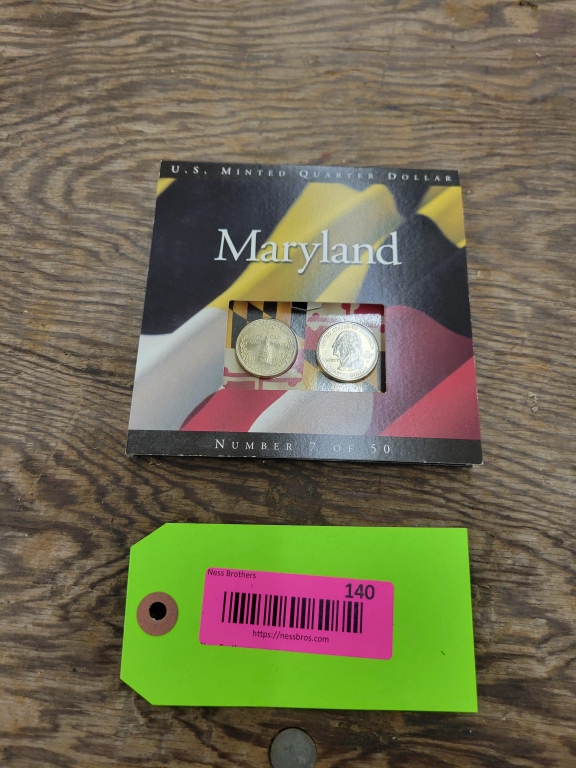 U.S. MINTED QUARTER DOLLAR
Maryland
NUMBER 7 OF 50
Ness Brothers
140
https://nessbros.com